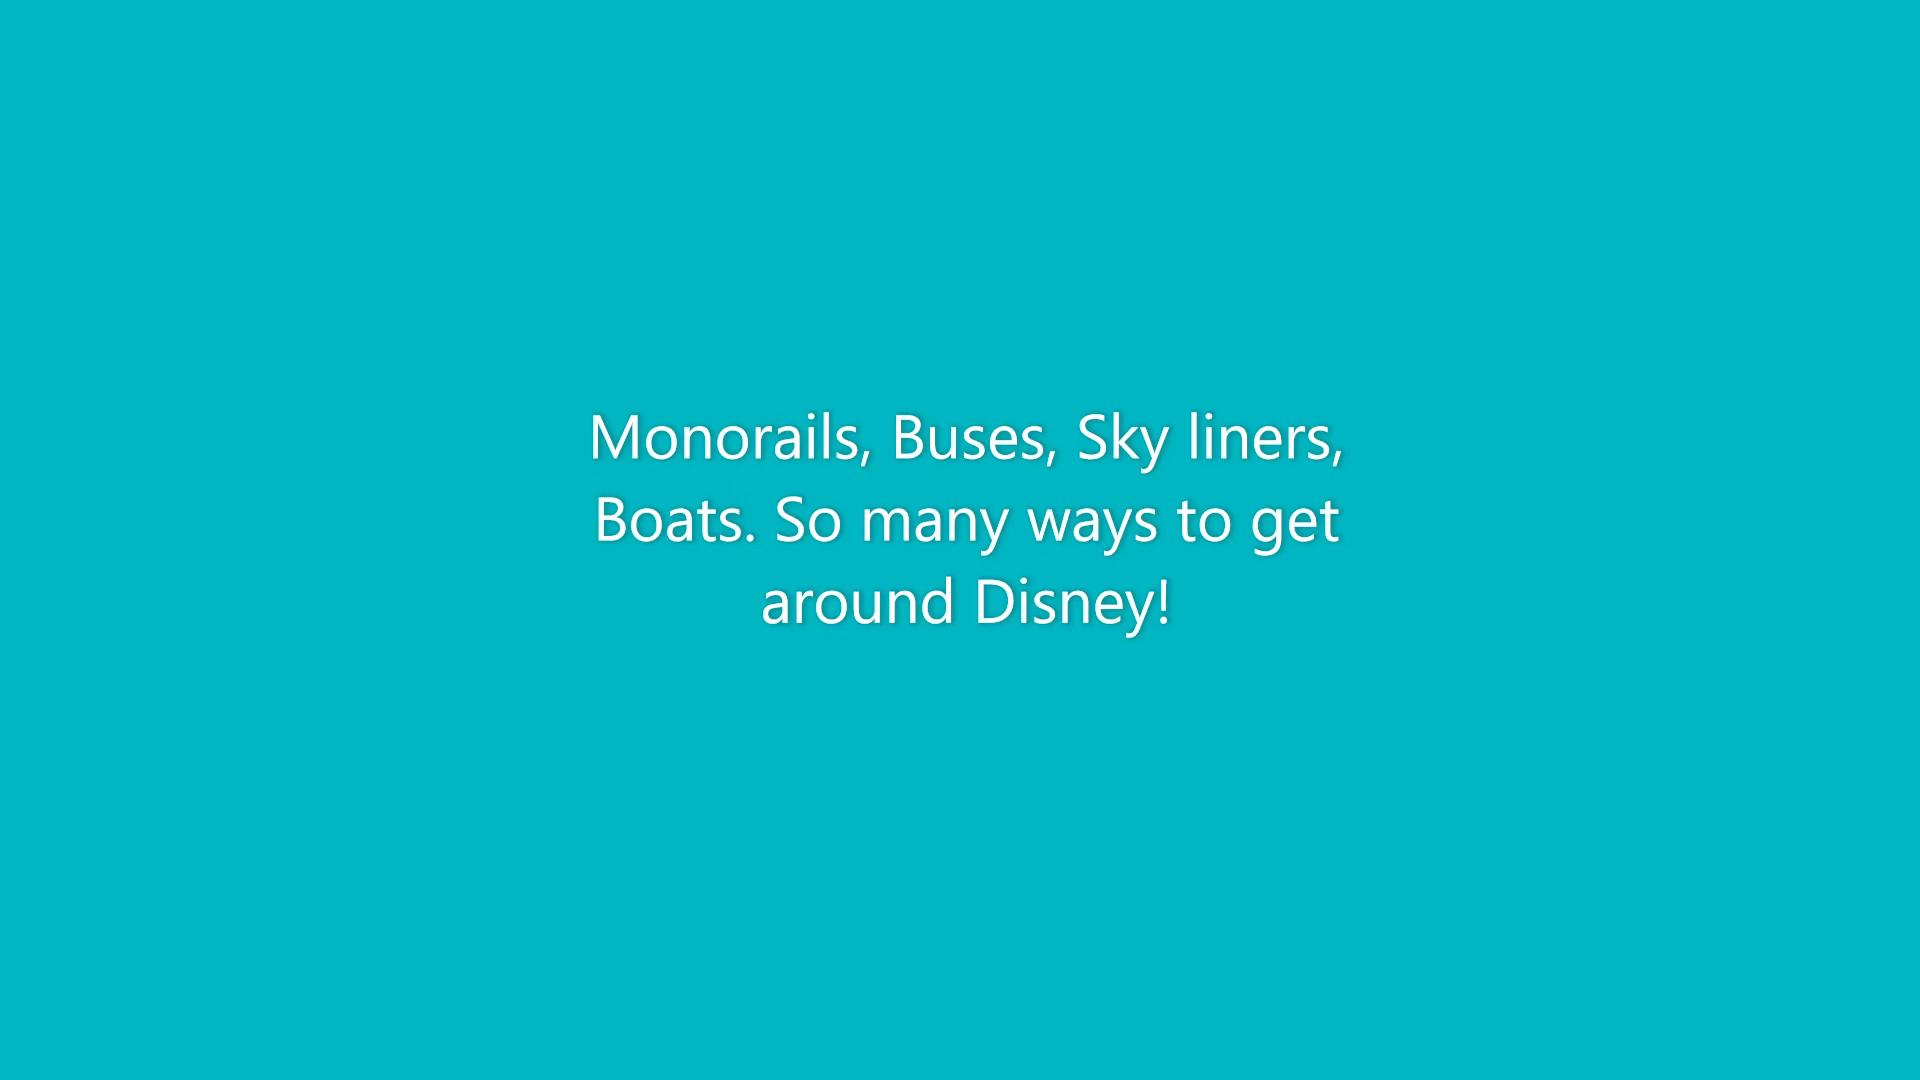 Monorails, Buses, Sky liners,
Boats. So many ways to get
around Disney!